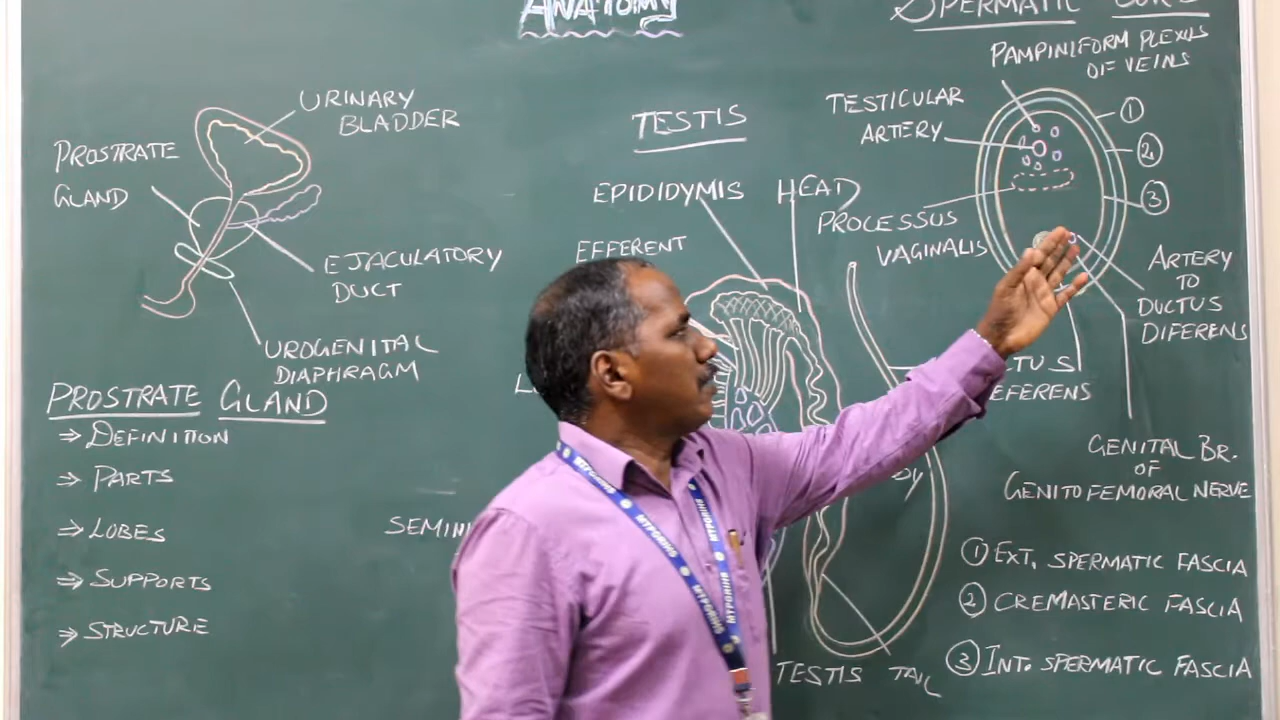 ANATOMY
URINARY
BLADDER
PROSTRATE
GLAND
EJACULATORY
DUCT
UROGENITAL
DIAPHRAGM
PROSTRATE GLAND
⇒ DEFINITION
⇒ PARTS
⇒ LOBES
⇒ SUPPORTS
⇒ STRUCTURE
TESTIS
EPIDIDYMIS
HEAD
EFFERENT
TESTIS TAIL
SPERMATIC
PAMPINIFORM PLEXUS
OF VEINS
TESTICULAR
ARTERY
PROCESSUS
VAGINALIS
① 
②
③
ARTERY
TO
DUCTUS
DIFERENS
GENITAL BR.
OF
GENITOFEMORAL NERVE
① EXT. SPERMATIC FASCIA
② CREMASTERIC FASCIA
③ INT. SPERMATIC FASCIA
MTPGRIHS
MTPGRIHS